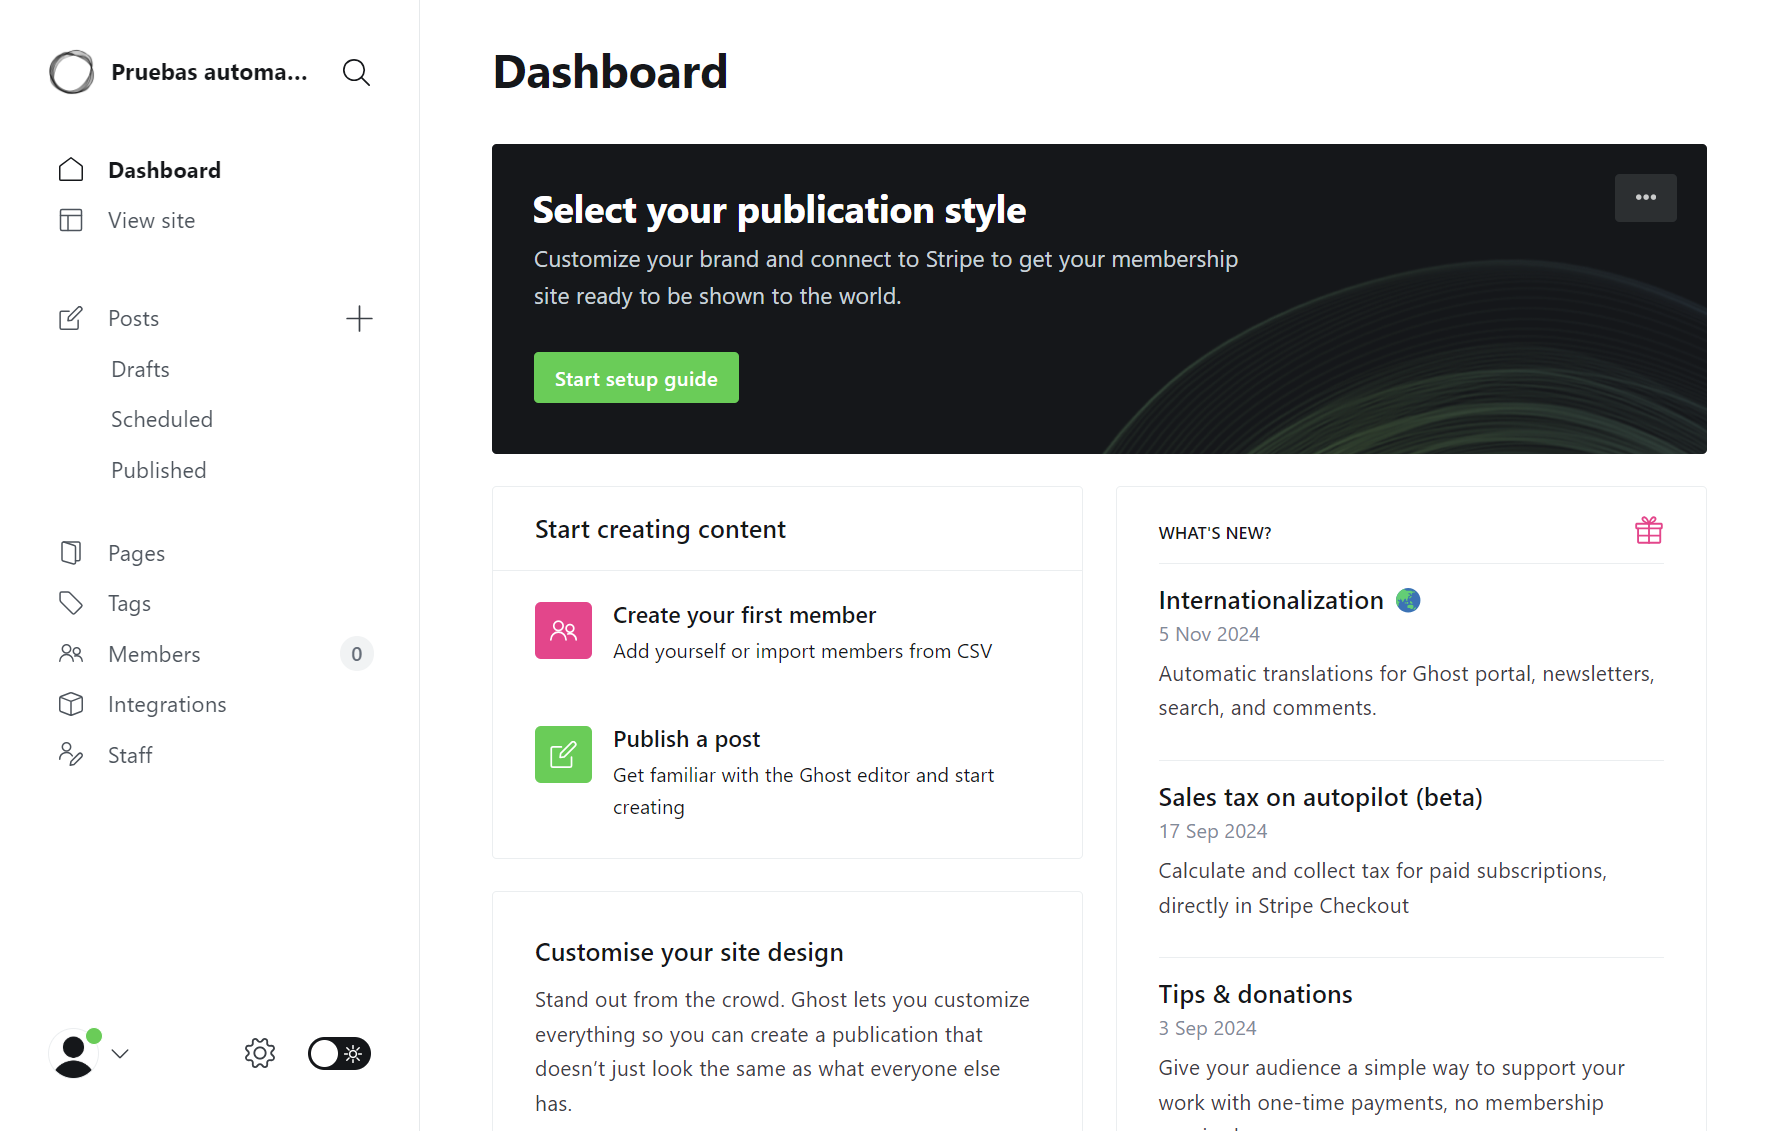 Pruebas automa...
Dashboard
View site
Posts
Drafts
Scheduled
Published
Pages
Tags
Members
0
Integrations
Staff
Dashboard
Select your publication style
Customize your brand and connect to Stripe to get your membership
site ready to be shown to the world.
Start setup guide
Start creating content
Create your first member
Add yourself or import members from CSV
Publish a post
Get familiar with the Ghost editor and start
creating
Customise your site design
Stand out from the crowd. Ghost lets you customize
everything so you can create a publication that
doesn’t just look the same as what everyone else
has.
WHAT'S NEW?
Internationalization
5 Nov 2024
Automatic translations for Ghost portal, newsletters,
search, and comments.
Sales tax on autopilot (beta)
17 Sep 2024
Calculate and collect tax for paid subscriptions,
directly in Stripe Checkout
Tips & donations
3 Sep 2024
Give your audience a simple way to support your
work with one-time payments, no membership